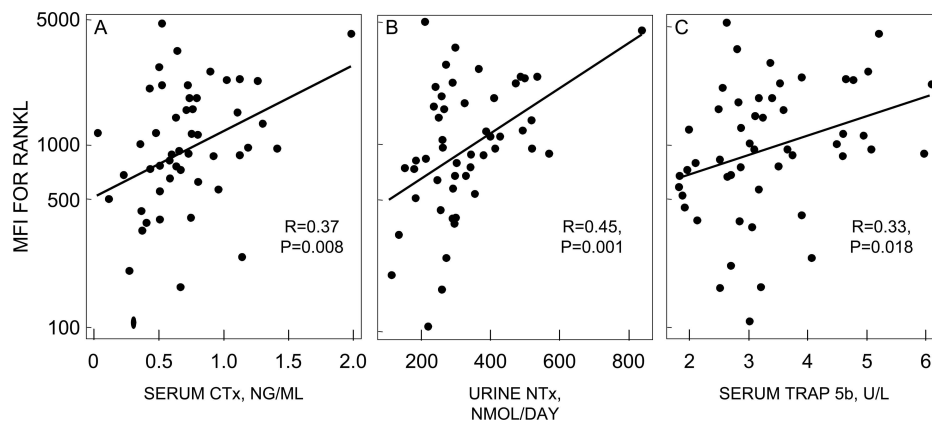 A
B
C
MFI FOR RANKL
5000
1000
500
100
R=0.37
P=0.008
R=0.45,
P=0.001
R=0.33,
P=0.018
0 0.5 1.0 1.5 2.0
200 400 600 800
2 3 4 5 6
SERUM CTx, NG/ML
URINE NTx,
NMOL/DAY
SERUM TRAP 5b, U/L